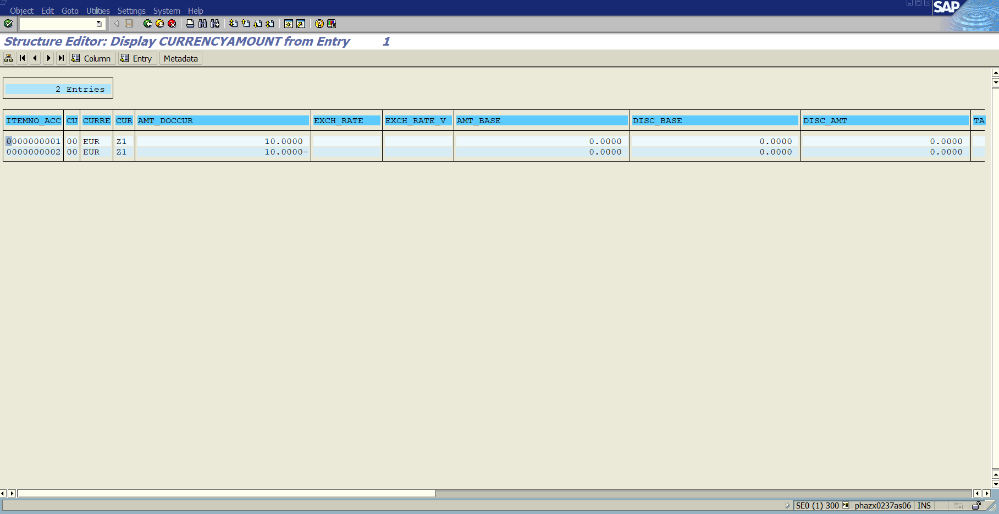 Object Edit Goto Utilities Settings System Help
SAP
Structure Editor: Display CURRENCYAMOUNT from Entry 1
Column Entry Metadata
2 Entries
ITEMNO_ACC CU CURRE CUR AMT_DOCCUR EXCH_RATE EXCH_RATE_V AMT_BASE DISC_BASE DISC_AMT TA
0000000001 00 EUR Z1 10.0000 0.0000 0.0000 0.0000
0000000002 00 EUR Z1 10.0000- 0.0000 0.0000 0.0000
SE0 (1) 300 phazx0237as06 INS